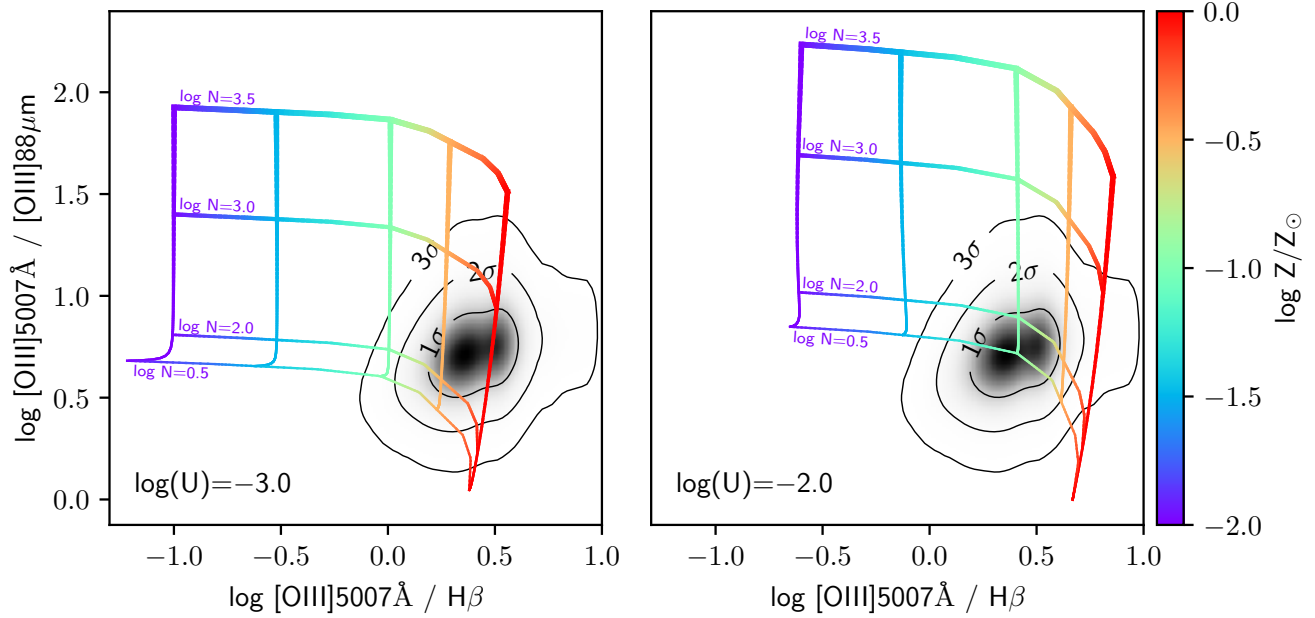 log [OIII]5007Å / [OIII]88μm
2.0
1.5
1.0
0.5
0.0
log N=3.5
log N=3.0
log N=2.0
log N=0.5
3σ
2σ
1σ
log(U)=−3.0
−1.0
−0.5
0.0
0.5
1.0
log [OIII]5007Å / Hβ
log N=3.5
log N=3.0
log N=2.0
log N=0.5
3σ
2σ
1σ
log(U)=−2.0
−1.0
−0.5
0.0
0.5
1.0
log [OIII]5007Å / Hβ
0.0
−0.5
−1.0
−1.5
−2.0
log Z/Z⊙